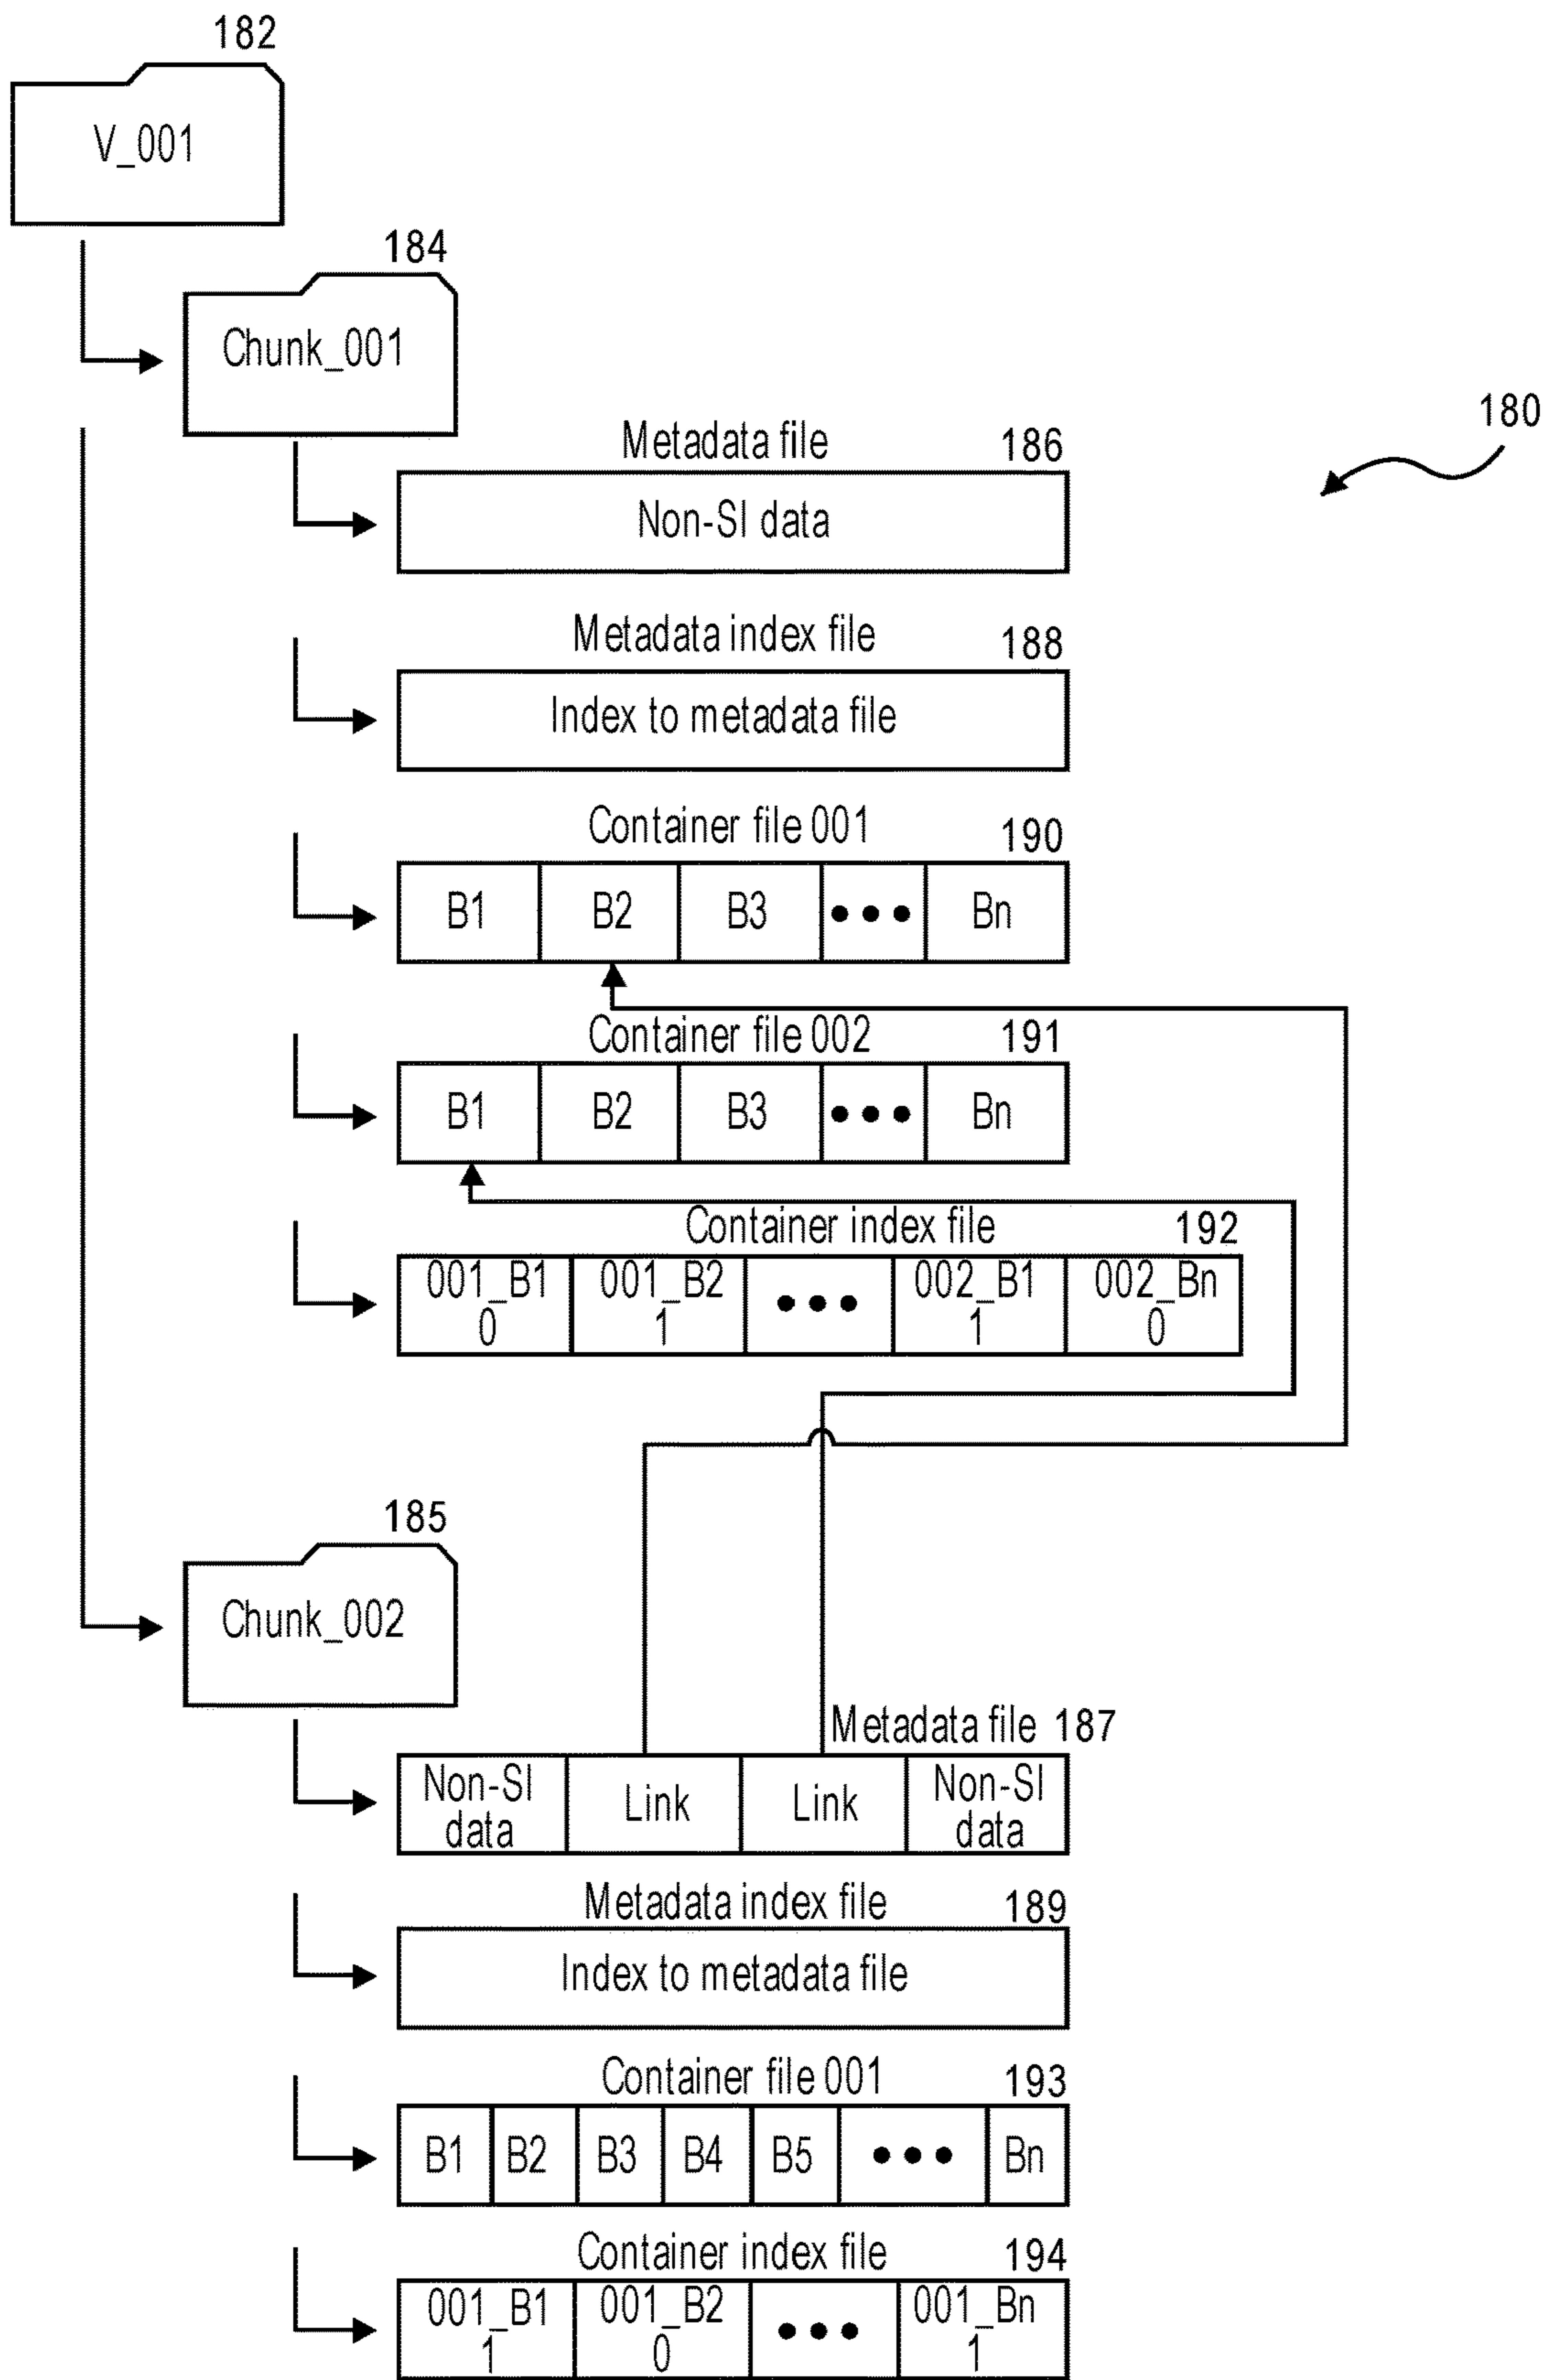 182
V_001
184
Chunk_001
180
Metadata file 186
Non-SI data
Metadata index file 188
Index to metadata file
Container file 001 190
B1 B2 B3 ••• Bn
Container file 002 191
B1 B2 B3 ••• Bn
Container index file 192
001_B1 001_B2 ••• 002_B1 002_Bn
0 1 1 0
185
Chunk_002
Metadata file 187
Non-SI Link Link Non-SI
data data
Metadata index file 189
Index to metadata file
Container file 001 193
B1 B2 B3 B4 B5 ••• Bn
Container index file 194
001_B1 001_B2 ••• 001_Bn
1 0 1